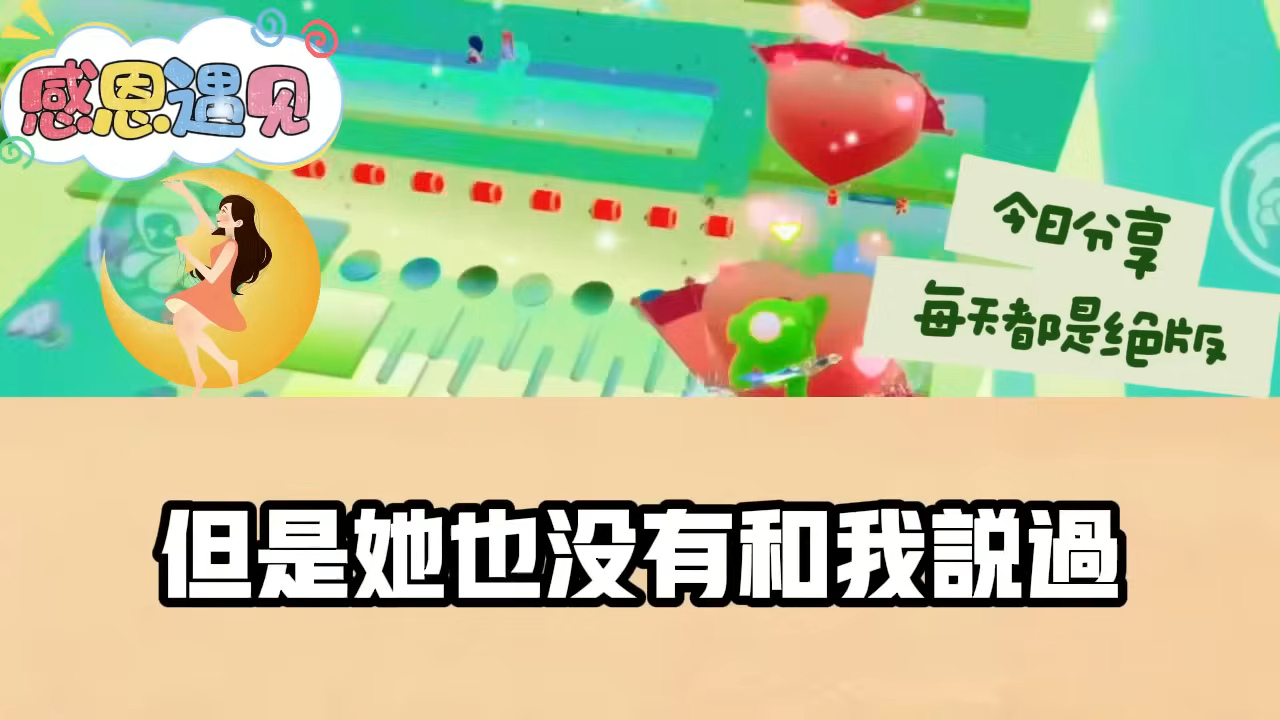 感恩遇见
今日分享
每天都是绝版
但是她也没有和我説過